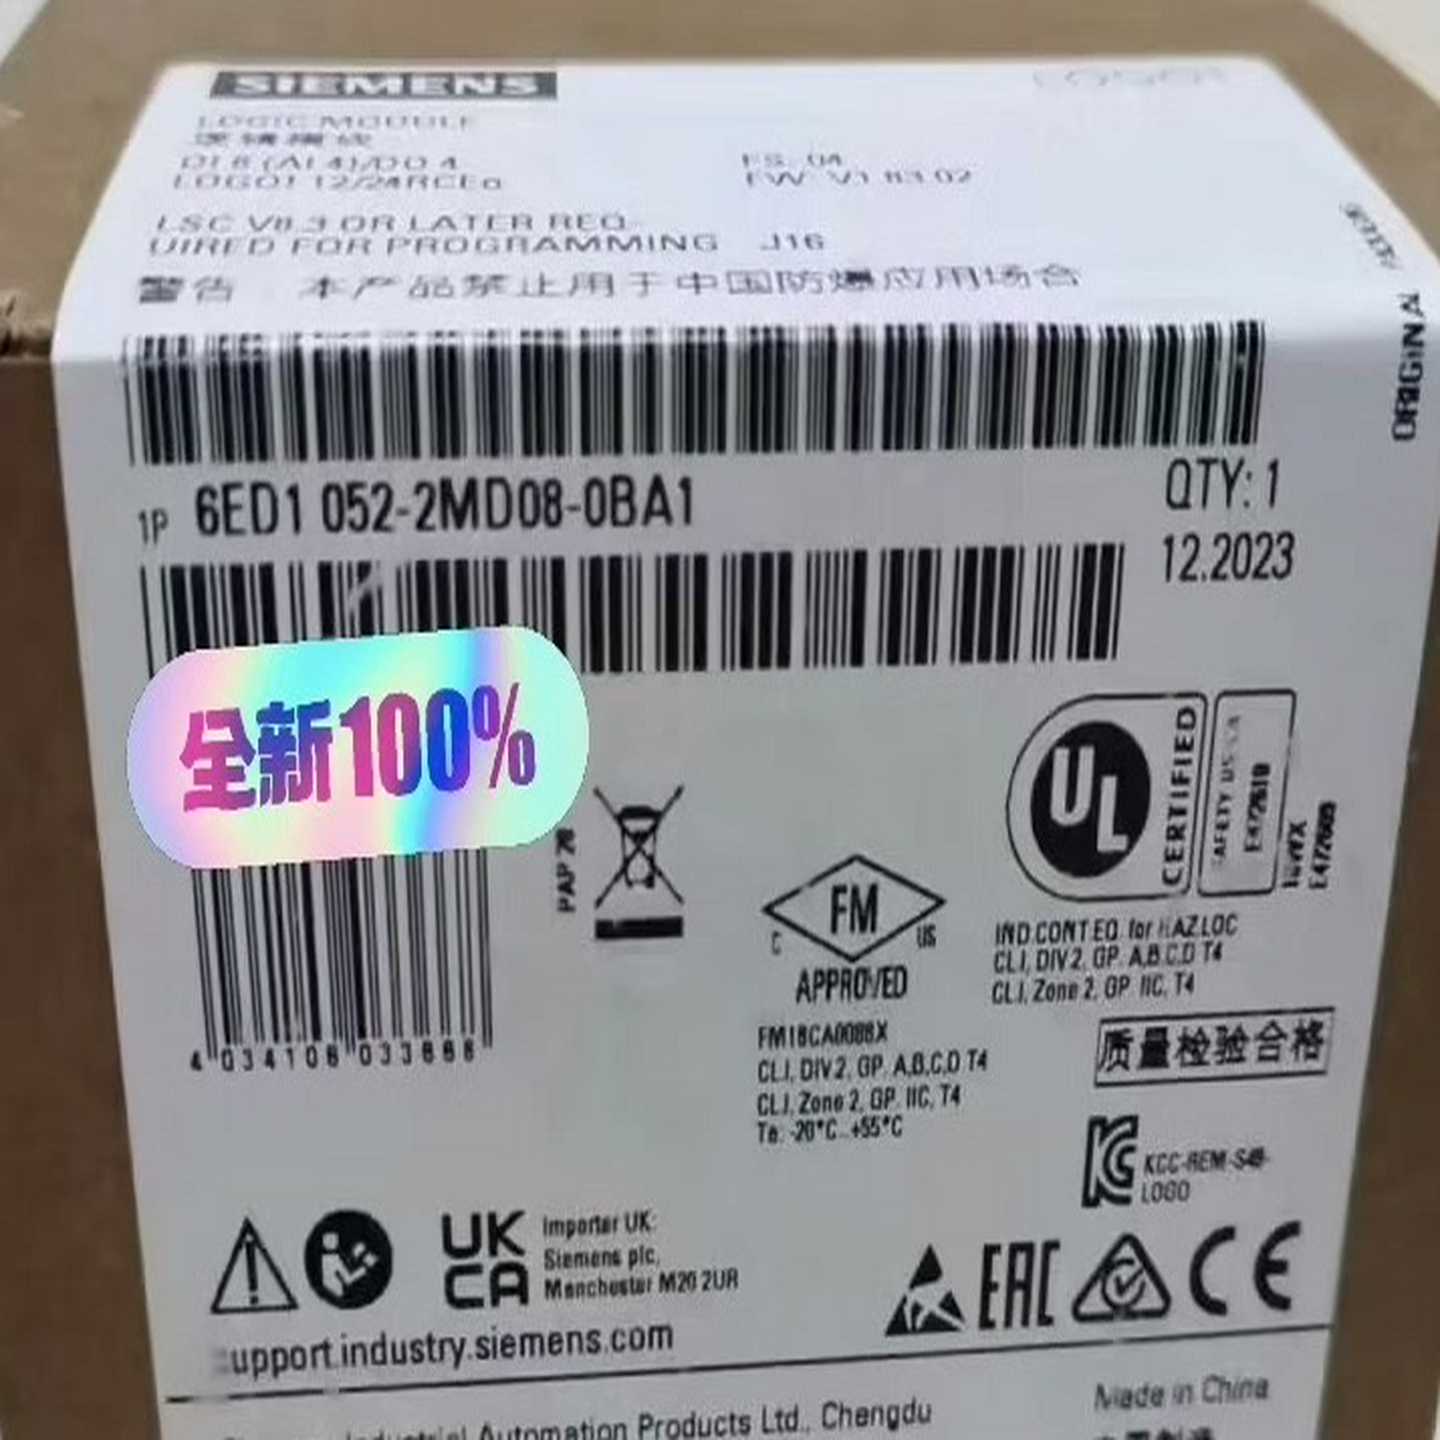 SIEMENS
LOGIC MODULE
逻辑模块
DI 8 (AI 4)/DO 4
LOGO! 12/24RCEo
FS: 04
FW: V1.83.02
LSC V8.3 OR LATER REQ-
UIRED FOR PROGRAMMING J16
警告 本产品禁止用于中国防爆应用场合
ORIGINA
1P 6ED1 052-2MD08-0BA1
QTY: 1
12.2023
全新100%
PAP 20
UL
CERTIFIED
E472610
E472609
C FM US
APPROVED
IND.CONT.EQ. for HAZ.LOC
CL.I, DIV.2, GP. A,B,C,D T4
CL.I, Zone 2, GP. IIC, T4
FM18CA0088X
CL.I, DIV.2, GP. A,B,C,D T4
CL.I, Zone 2, GP. IIC, T4
Ta: -20°C...+55°C
质量检验合格
4 034106 033888
KCC-REM-S49-
LOGO
UK
CA
Importer UK:
Siemens plc,
Manchester M20 2UR
EAC
CE
upport.industry.siemens.com
Industrial Automation Products Ltd., Chengdu
Made in China